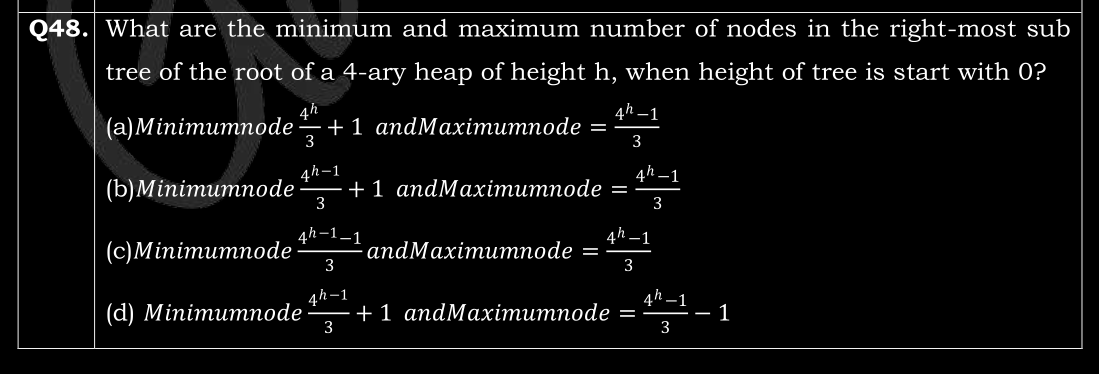 Q48. What are the minimum and maximum number of nodes in the right-most sub
tree of the root of a 4-ary heap of height h, when height of tree is start with 0?
(a)Minimumnode \frac{4^h}{3} + 1 andMaximumnode = \frac{4^h-1}{3}
(b)Minimumnode \frac{4^{h-1}}{3} + 1 andMaximumnode = \frac{4^h-1}{3}
(c)Minimumnode \frac{4^{h-1}-1}{3} andMaximumnode = \frac{4^h-1}{3}
(d) Minimumnode \frac{4^{h-1}}{3} + 1 andMaximumnode = \frac{4^h-1}{3} − 1